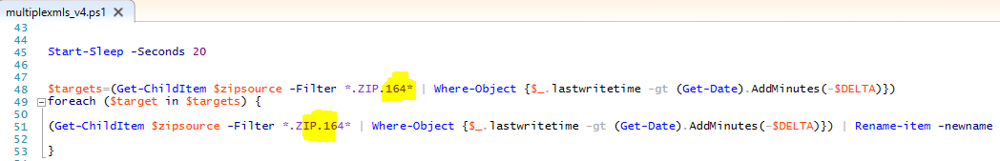 multiplexmls_v4.ps1
43
44
45 Start-Sleep -Seconds 20
46
47
48 $targets=(Get-ChildItem $zipsource -Filter *.ZIP.164* | Where-Object {$_.lastwritetime -gt (Get-Date).AddMinutes(-$DELTA)})
49 foreach ($target in $targets) {
50
51 (Get-ChildItem $zipsource -Filter *.ZIP.164* | Where-Object {$_.lastwritetime -gt (Get-Date).AddMinutes(-$DELTA)}) | Rename-item -newname
52
53 }